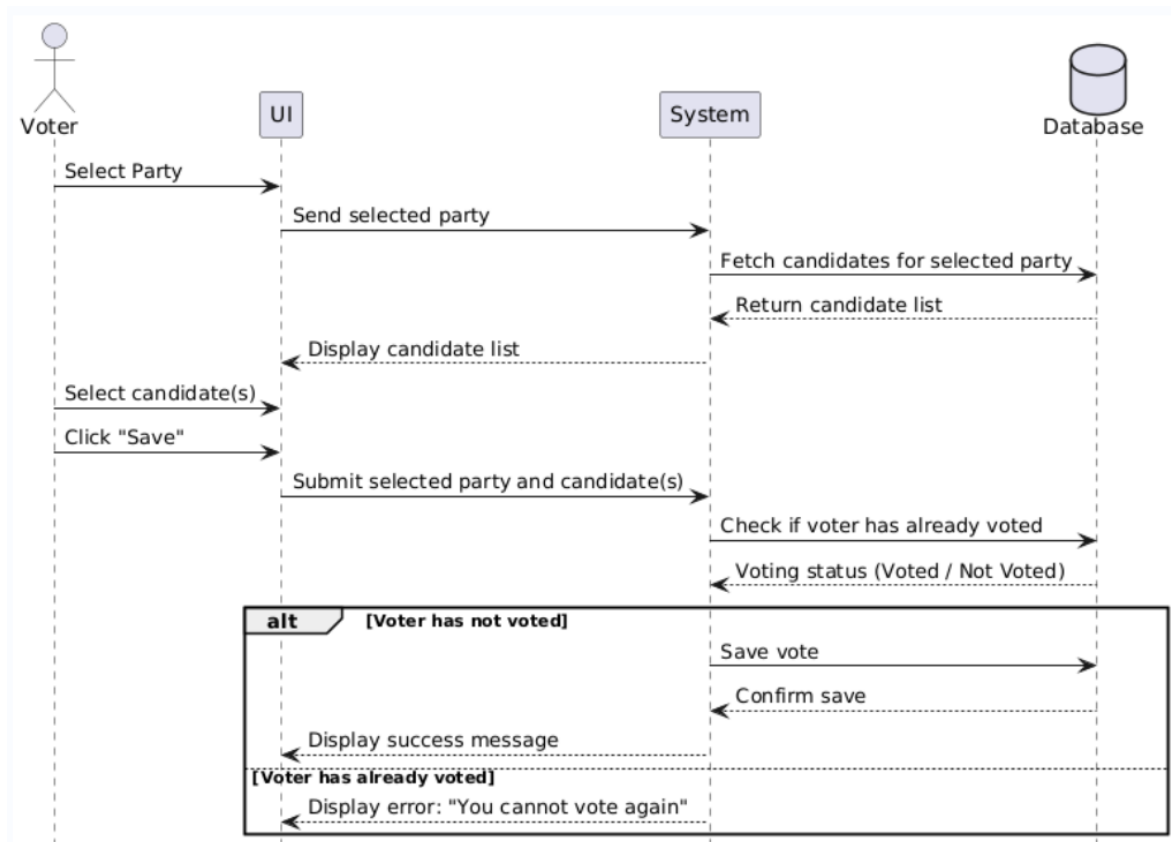 UI
System
Voter
Database
Select Party
Send selected party
Fetch candidates for selected party
Return candidate list
Display candidate list
Select candidate(s)
Click "Save"
Submit selected party and candidate(s)
Check if voter has already voted
Voting status (Voted / Not Voted)
alt [Voter has not voted]
Save vote
Confirm save
Display success message
[Voter has already voted]
Display error: "You cannot vote again"